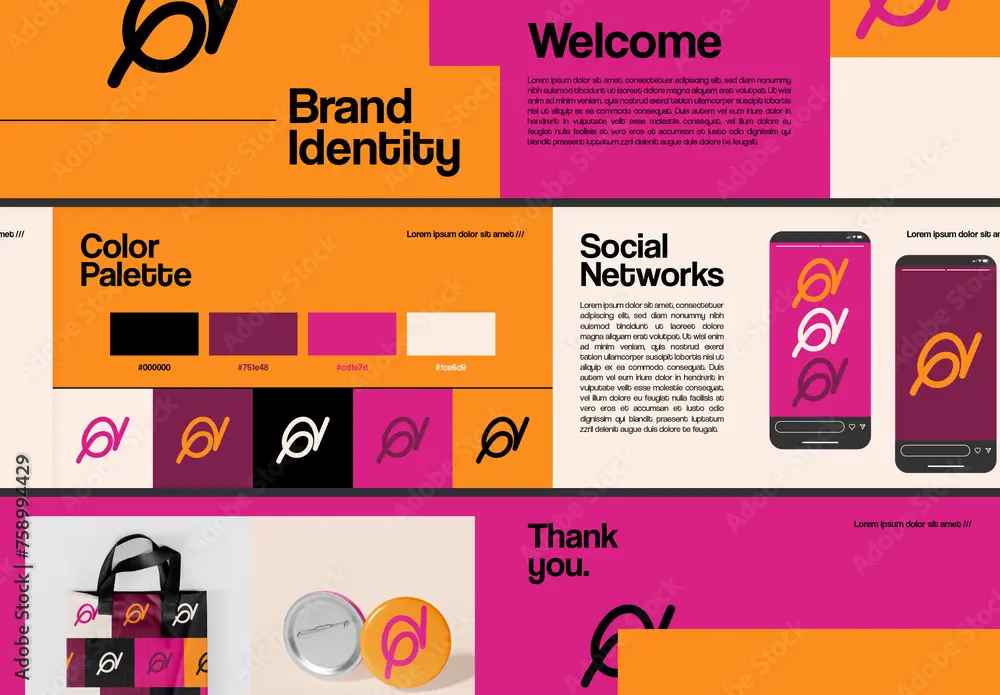 Brand
Identity
Welcome
Lorem ipsum dolor sit amet, consectetuer adipiscing elit, sed diam nonummy
nibh euismod tincidunt ut laoreet dolore magna aliquam erat volutpat. Ut wisi
enim ad minim veniam, quis nostrud exerci tation ullamcorper suscipit lobortis
nisl ut aliquip ex ea commodo consequat. Duis autem vel eum iriure dolor in
hendrerit in vulputate velit esse molestie consequat, vel illum dolore eu
feugiat nulla facilisis at vero eros et accumsan et iusto odio dignissim qui
blandit praesent luptatum zzril delenit augue duis dolore te feugait.
met ///
Color
Palette
Lorem ipsum dolor sit amet ///
#000000
#751e48
#cd1e7d
#fce6d9
Social
Networks
Lorem ipsum dolor sit amet, consectetuer
adipiscing elit, sed diam nonummy nibh
euismod tincidunt ut laoreet dolore
magna aliquam erat volutpat. Ut wisi enim
ad minim veniam, quis nostrud exerci
tation ullamcorper suscipit lobortis nisl ut
aliquip ex ea commodo consequat. Duis
autem vel eum iriure dolor in hendrerit in
vulputate velit esse molestie consequat,
vel illum dolore eu feugiat nulla facilisis at
vero eros et accumsan et iusto odio
dignissim qui blandit praesent luptatum
zzril delenit augue duis dolore te feugait.
Lorem ipsum dolor sit a
Thank
you.
Lorem ipsum dolor sit amet ///
Adobe Stock | #758994429